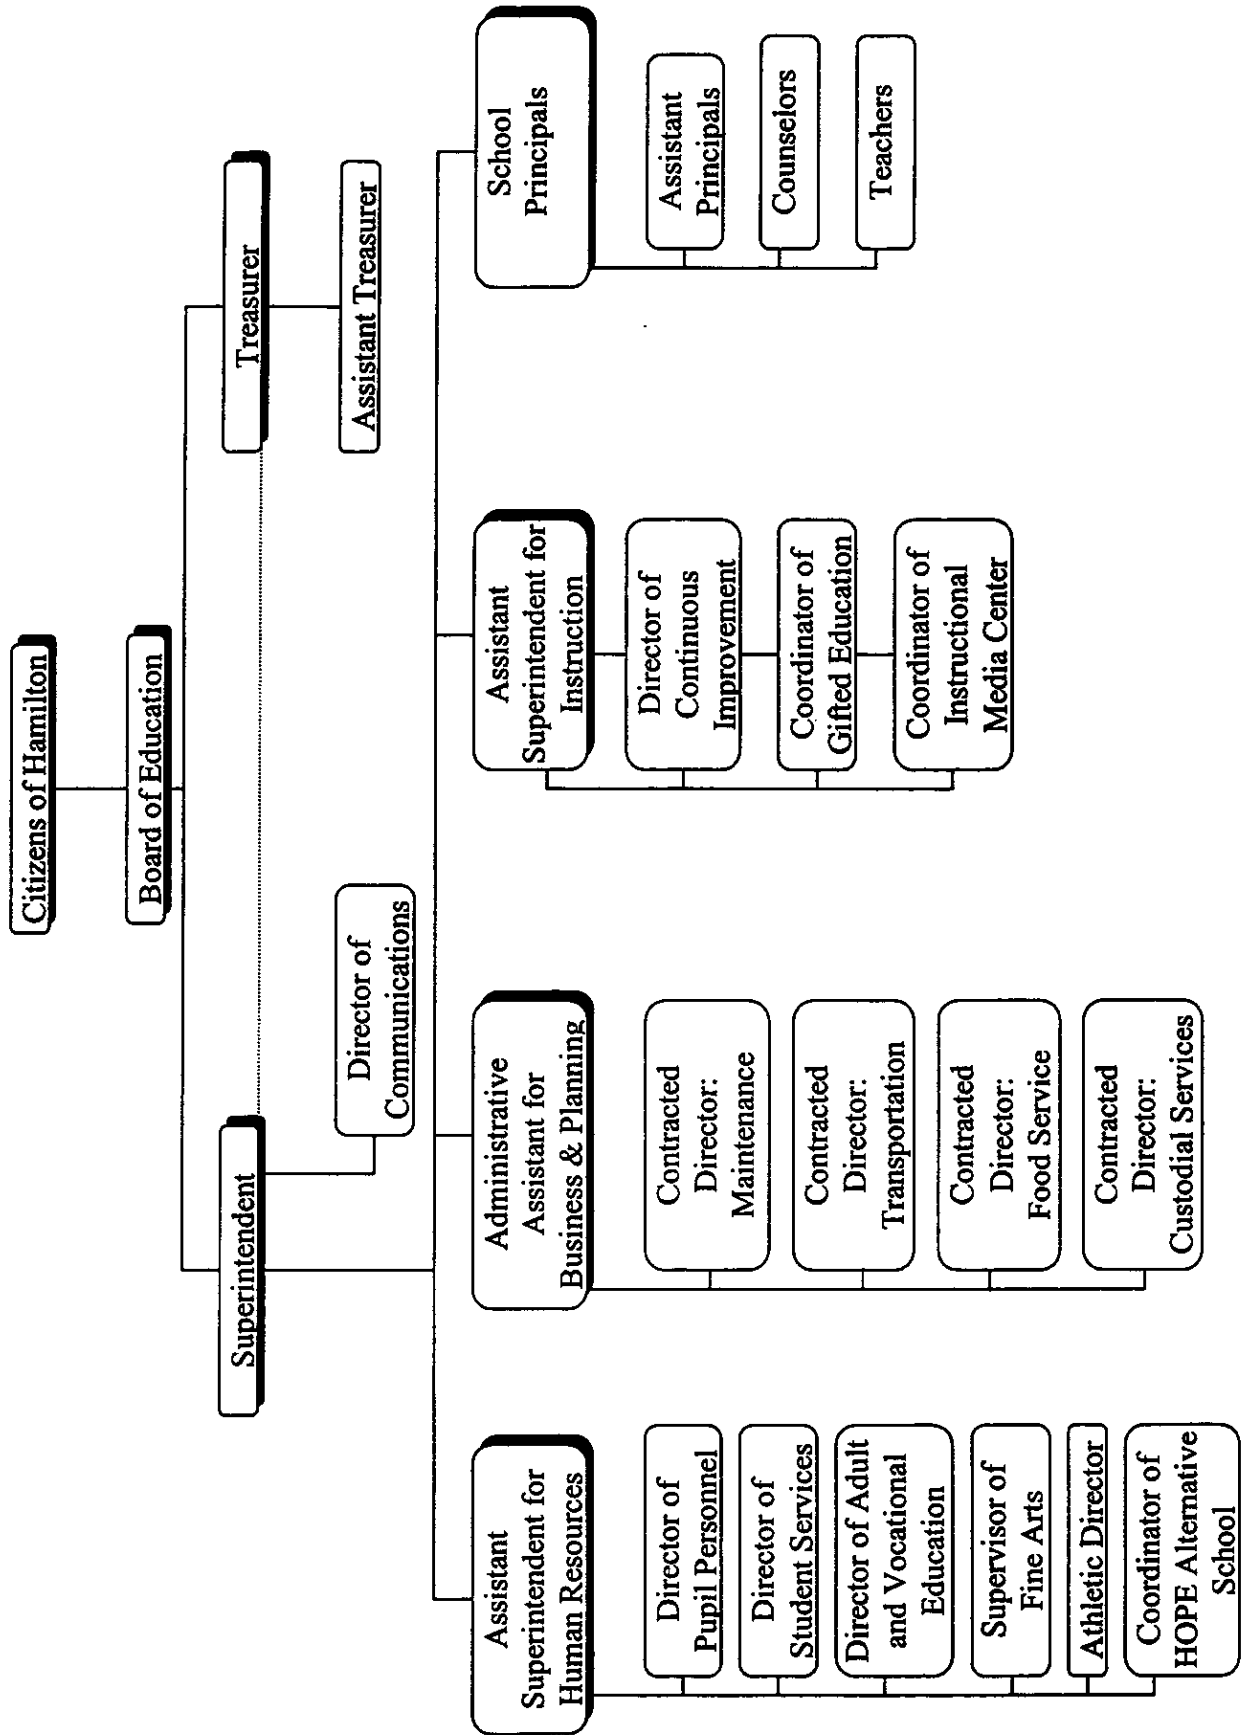 Citizens of Hamilton
Board of Education
Superintendent
Treasurer
Director of
Communications
Assistant Treasurer
Assistant
Superintendent for
Human Resources
Director of
Pupil Personnel
Director of
Student Services
Director of Adult
and Vocational
Education
Supervisor of
Fine Arts
Athletic Director
Coordinator of
HOPE Alternative
School
Administrative
Assistant for
Business & Planning
Contracted
Director:
Maintenance
Contracted
Director:
Transportation
Contracted
Director:
Food Service
Contracted
Director:
Custodial Services
Assistant
Superintendent for
Instruction
Director of
Continuous
Improvement
Coordinator of
Gifted Education
Coordinator of
Instructional
Media Center
School
Principals
Assistant
Principals
Counselors
Teachers